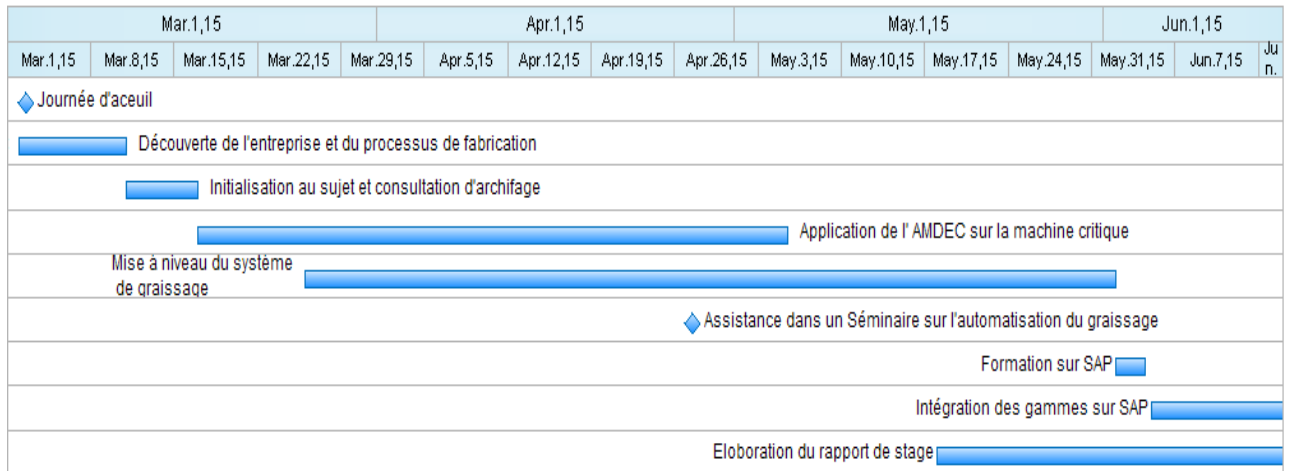 Mar.1,15 Apr.1,15 May.1,15 Jun.1,15
Mar.1,15 Mar.8,15 Mar.15,15 Mar.22,15 Mar.29,15 Apr.5,15 Apr.12,15 Apr.19,15 Apr.26,15 May.3,15 May.10,15 May.17,15 May.24,15 May.31,15 Jun.7,15 Ju
n.
Journée d'aceuil
Découverte de l'entreprise et du processus de fabrication
Initialisation au sujet et consultation d'archifage
Application de l' AMDEC sur la machine critique
Mise à niveau du système
de graissage
Assistance dans un Séminaire sur l'automatisation du graissage
Formation sur SAP
Intégration des gammes sur SAP
Eloboration du rapport de stage